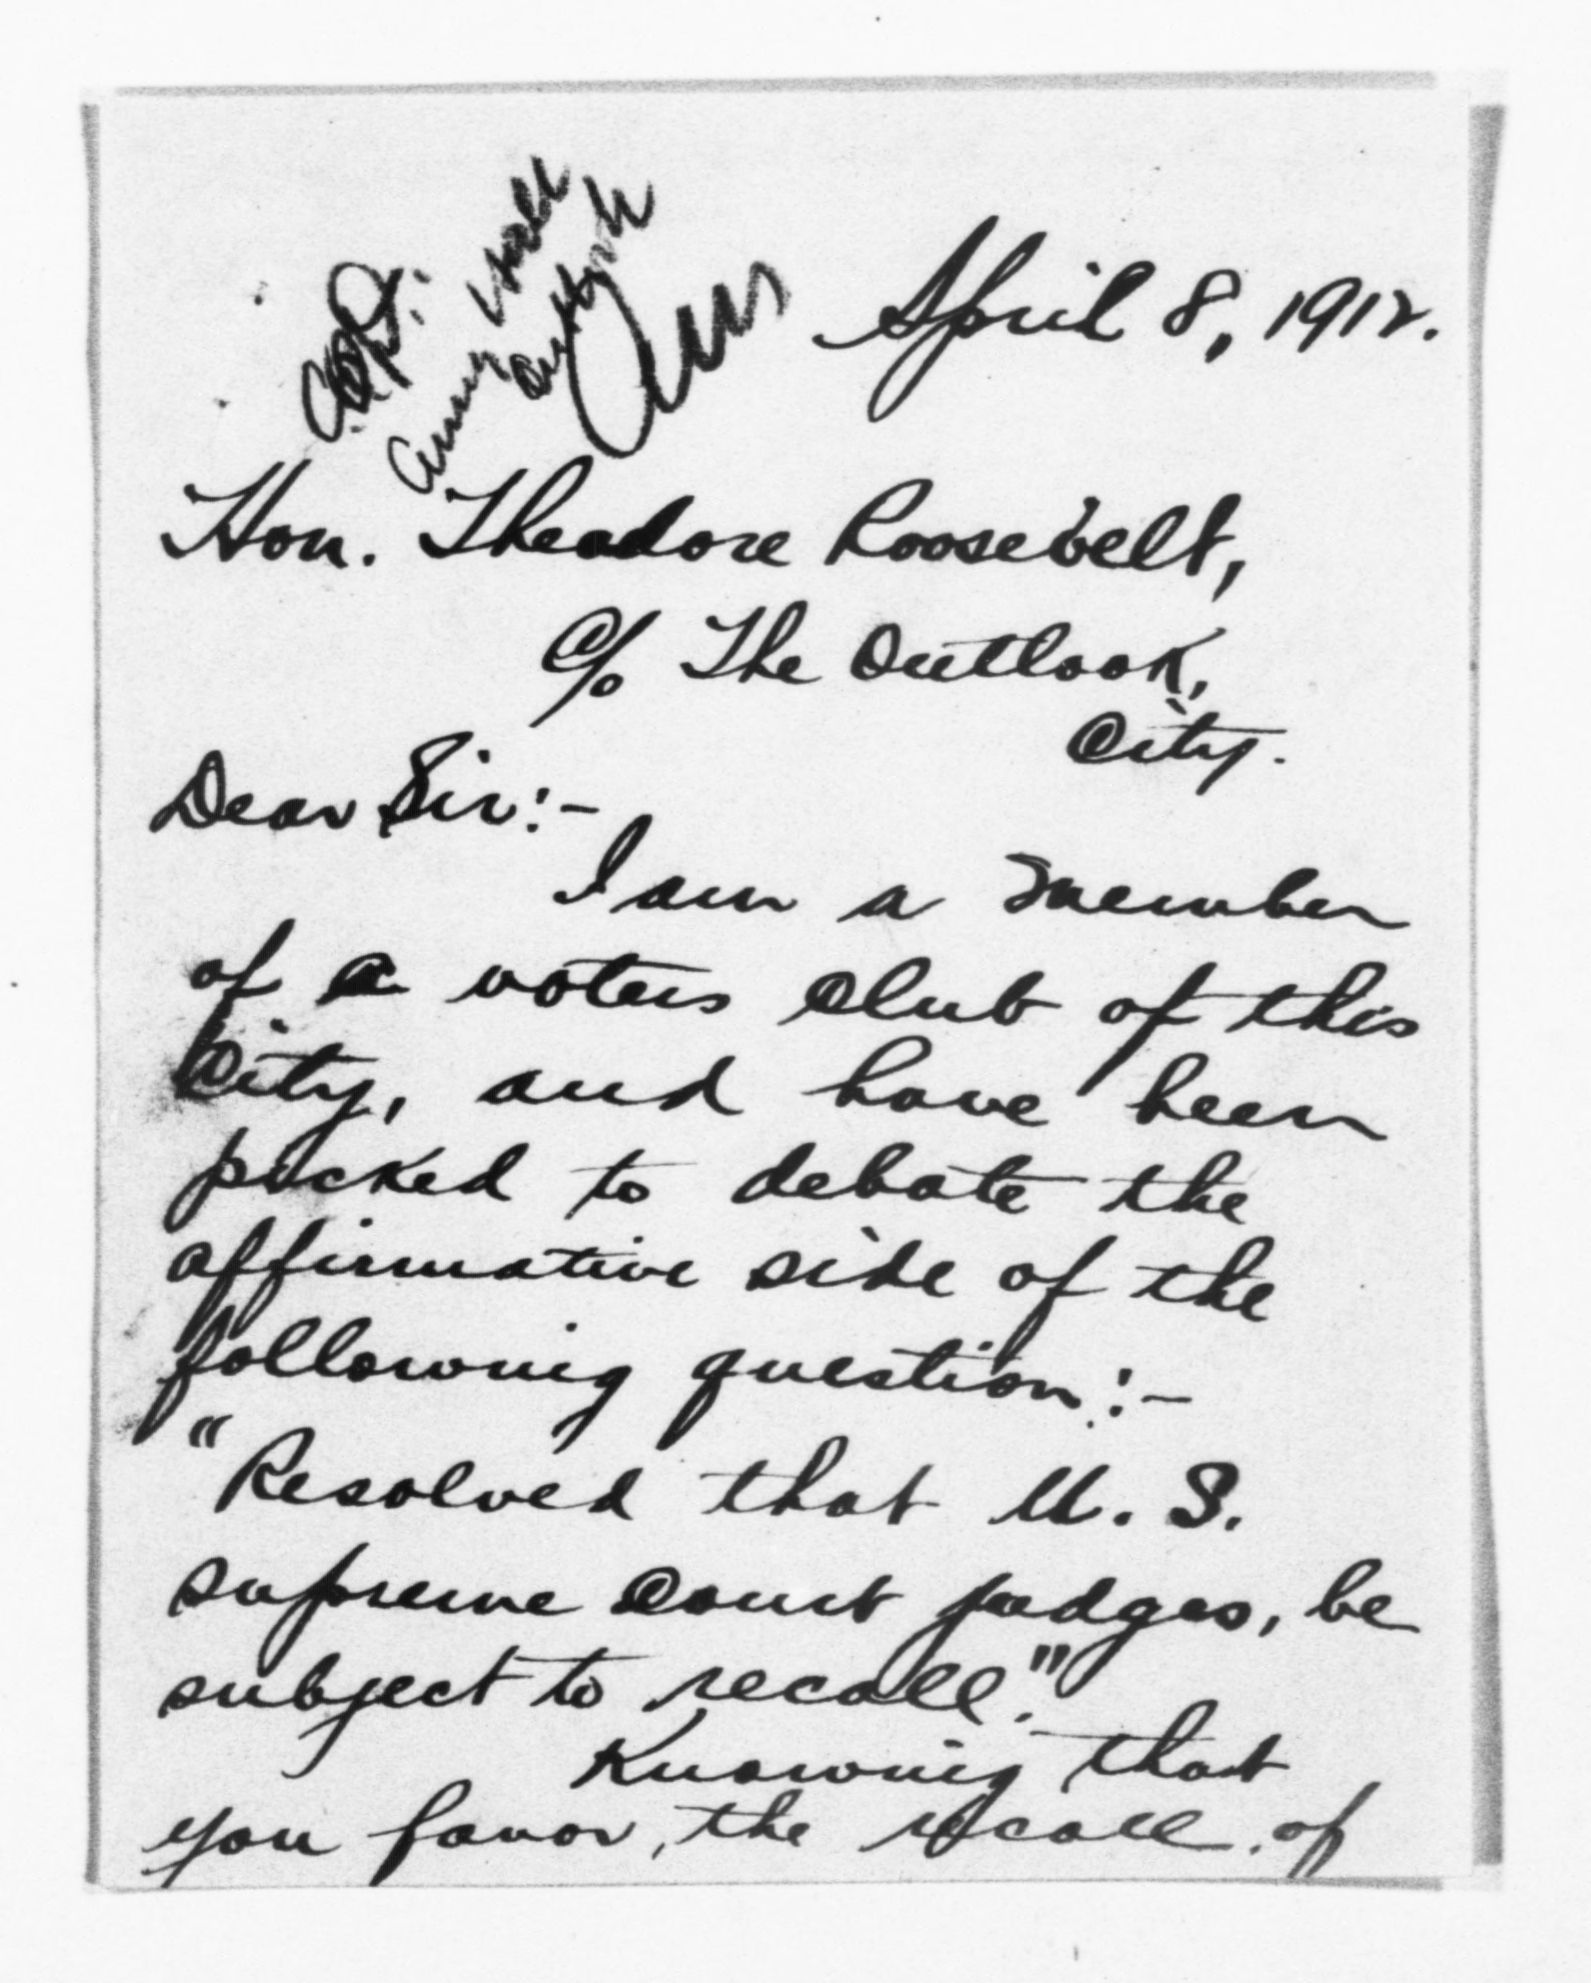 Ans
April 8, 1912.
Hon. Theodore Roosevelt,
c/o The Outlook,
City.
Dear Sir:-
I am a member
of a voters club of this
City, and have been
picked to debate the
affirmative side of the
following question:-
"Resolved that U. S.
supreme court judges, be
subject to recall."
Knowing that
you favor, the recall of